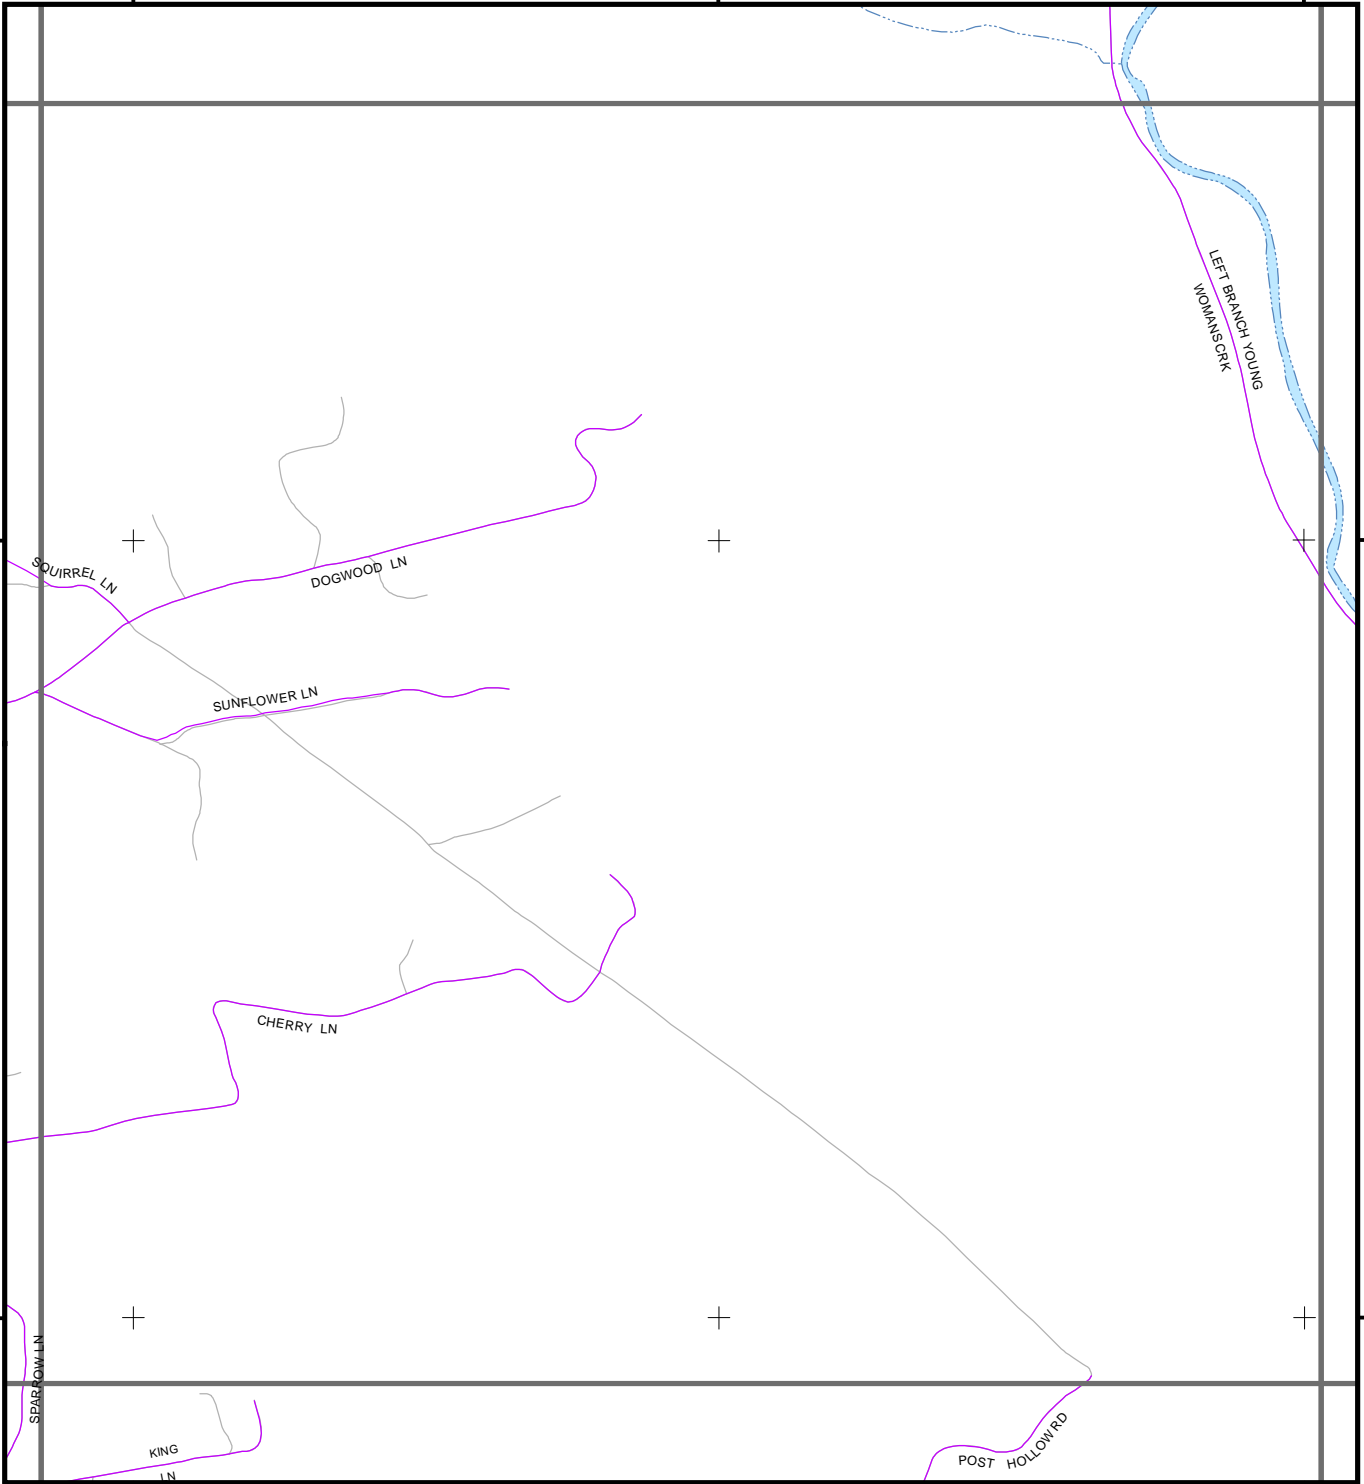 LEFT BRANCH YOUNG
WOMANS CRK
SQUIRREL LN
DOGWOOD LN
SUNFLOWER LN
CHERRY LN
SPARROW LN
KING
LN
POST HOLLOW RD